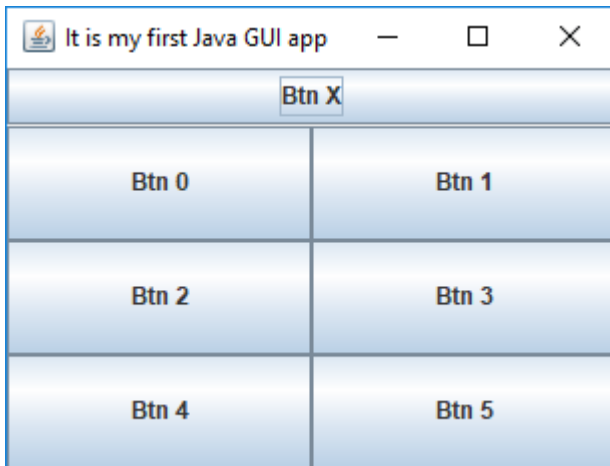 It is my first Java GUI app
Btn X
Btn 0
Btn 1
Btn 2
Btn 3
Btn 4
Btn 5